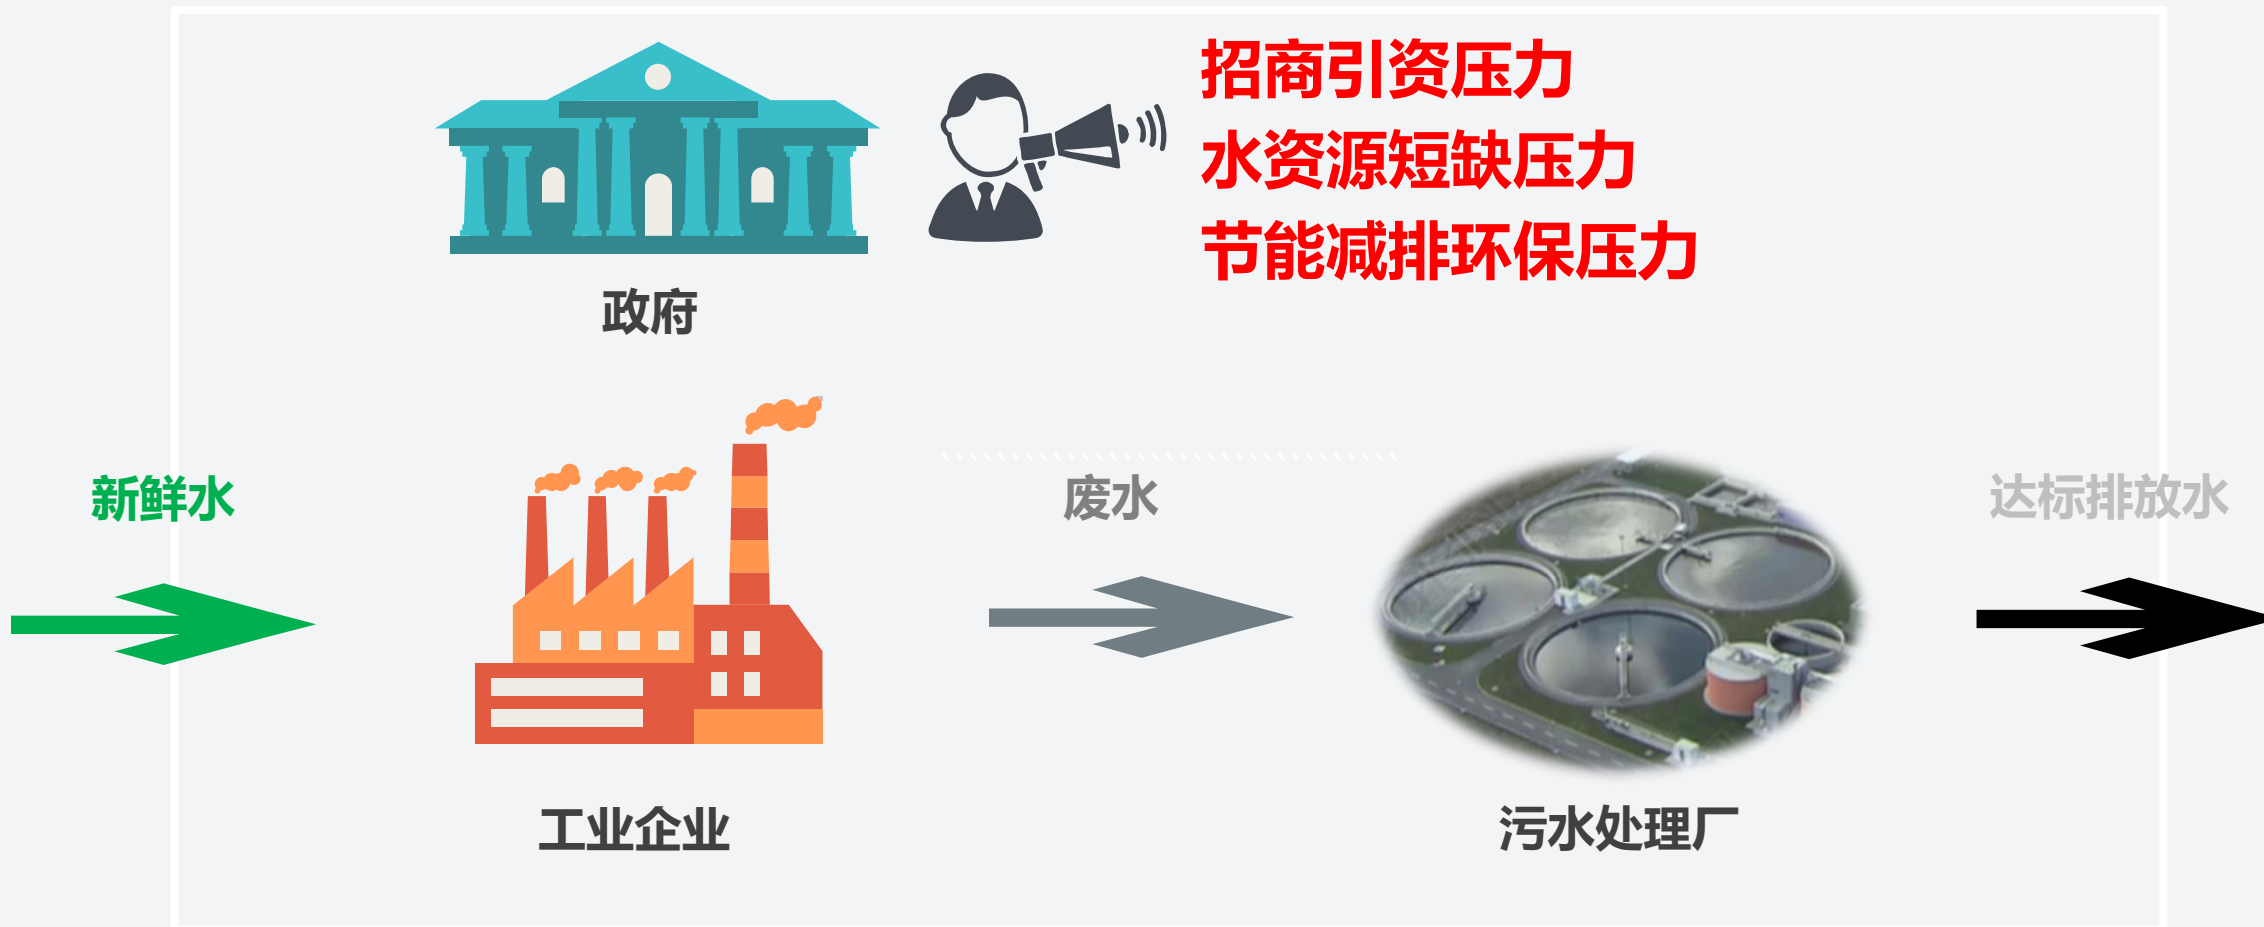 招商引资压力
水资源短缺压力
节能减排环保压力
政府
新鲜水
废水
达标排放水
工业企业
污水处理厂